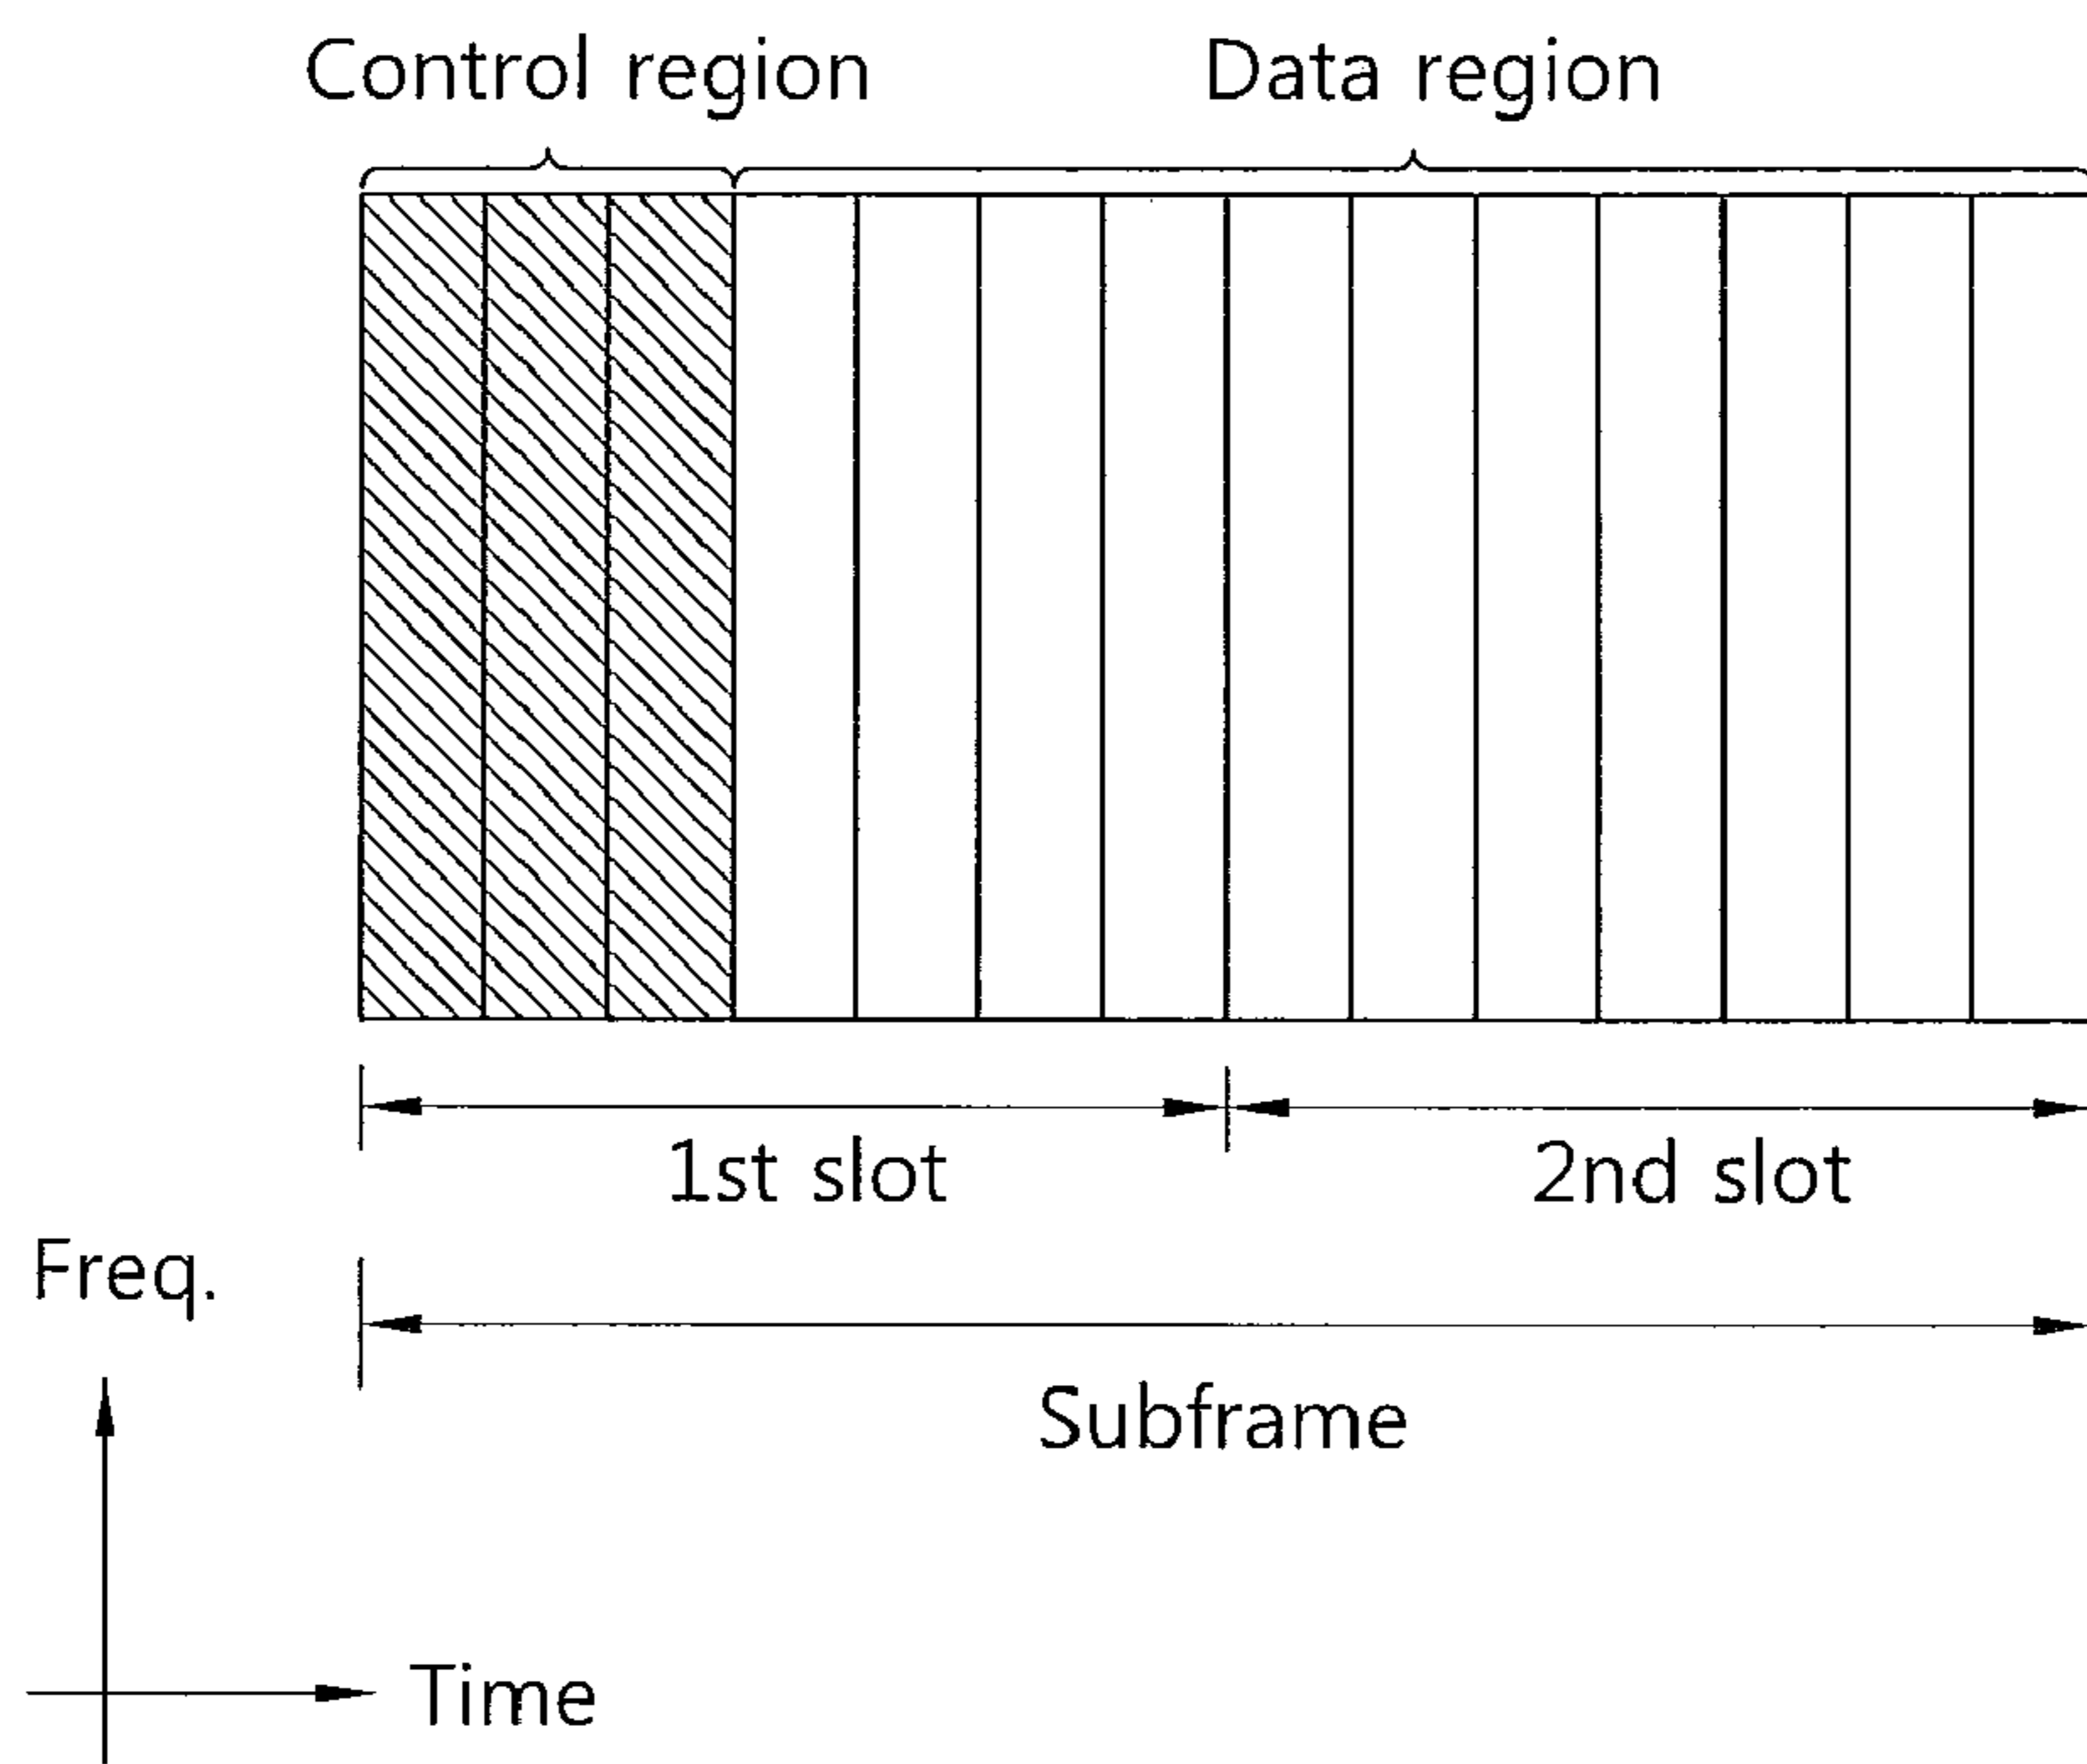 Control region
Data region
1st slot
2nd slot
Freq.
Subframe
Time